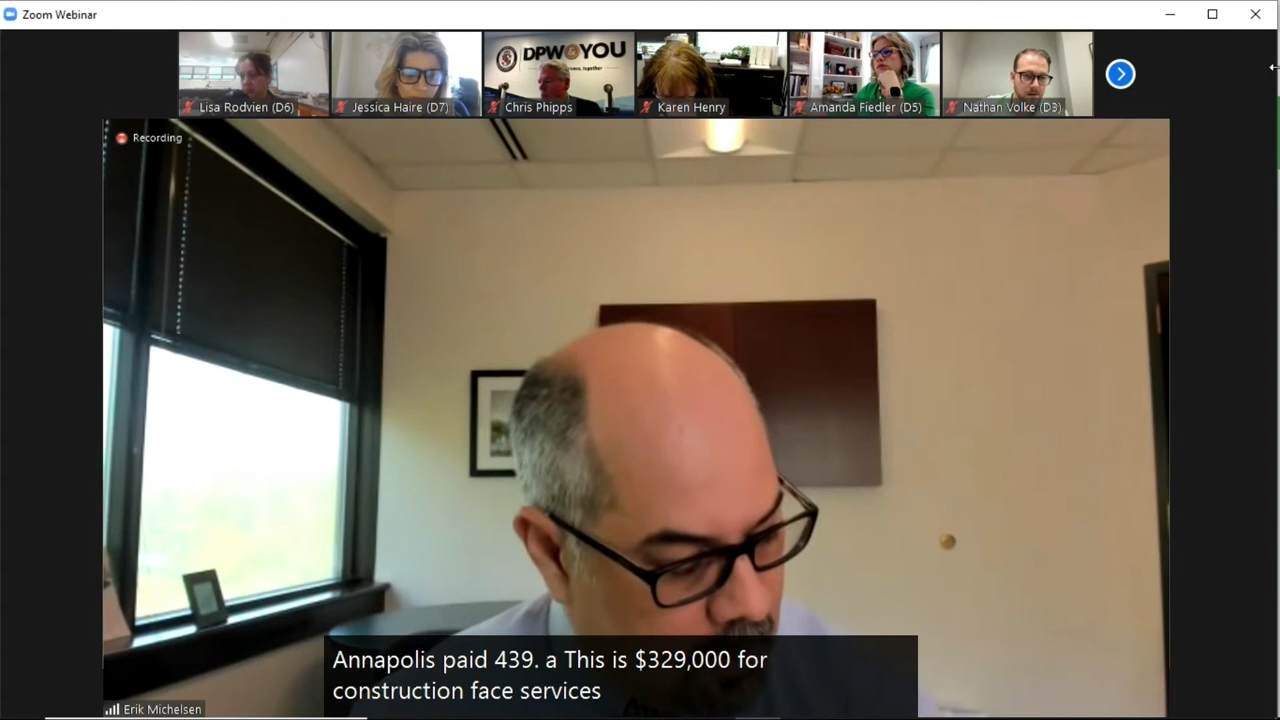 Zoom Webinar
DPW@YOU
together
Lisa Rodvien (D6)
Jessica Haire (D7)
Chris Phipps
Karen Henry
Amanda Fiedler (D5)
Nathan Volke (D3)
Recording
Annapolis paid 439. a This is $329,000 for
construction face services
Erik Michelsen